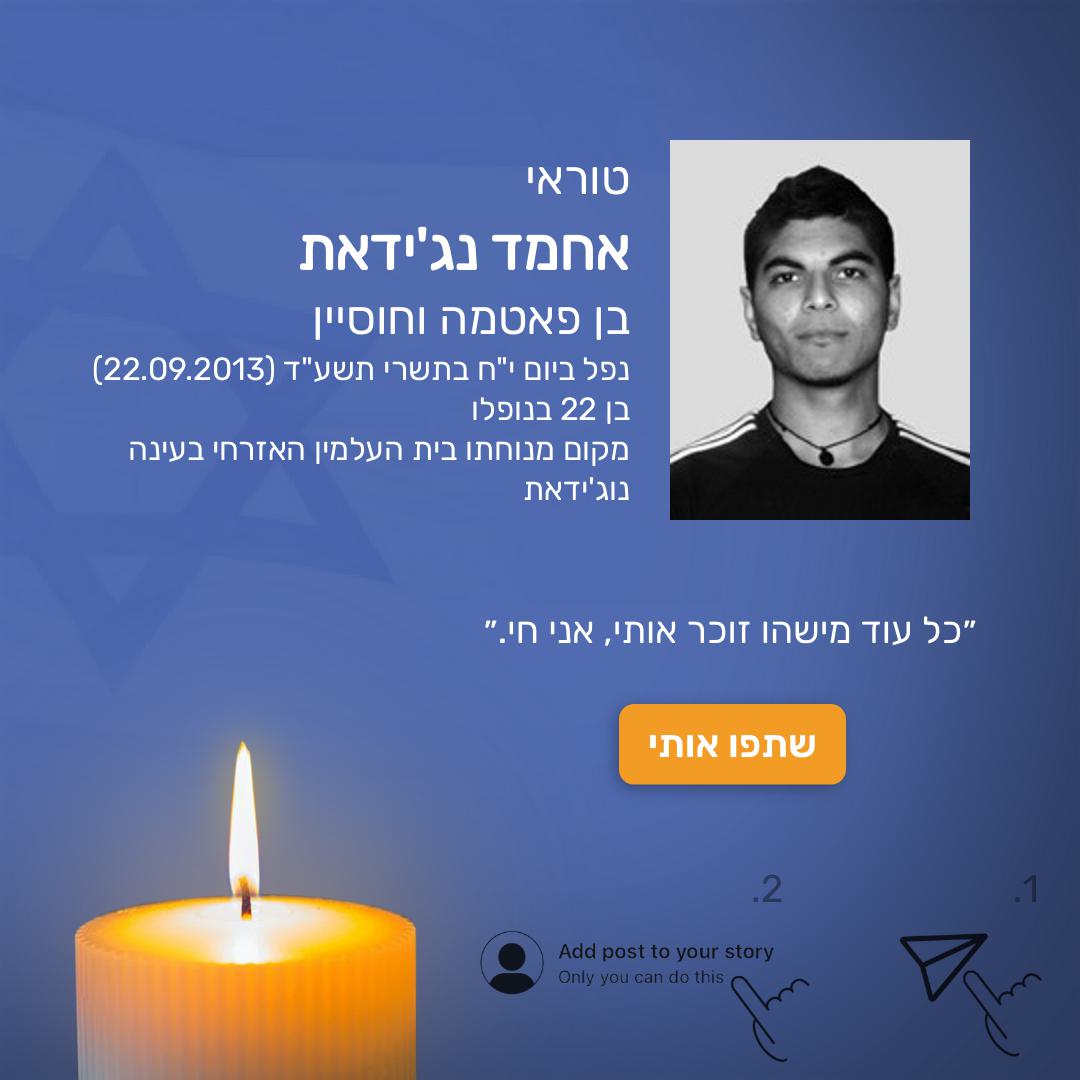 טוראי
אחמד נג'ידאת
בן פאטמה וחוסיין
נפל ביום י"ח בתשרי תשע"ד (22.09.2013)
בן 22 בנופלו
מקום מנוחתו בית העלמין האזרחי בעינה
נוג'ידאת
״כל עוד מישהו זוכר אותי, אני חי.״
שתפו אותי
1.
2.
Add post to your story
Only you can do this